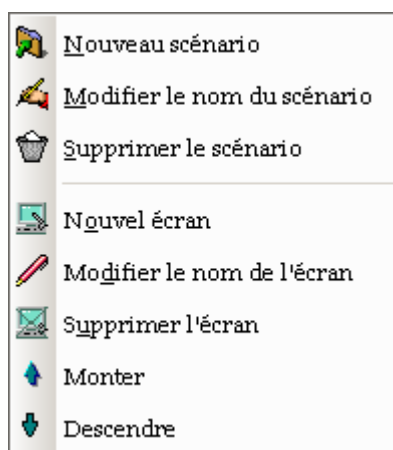 Nouveau scénario
Modifier le nom du scénario
Supprimer le scénario
Nouvel écran
Modifier le nom de l'écran
Supprimer l'écran
Monter
Descendre